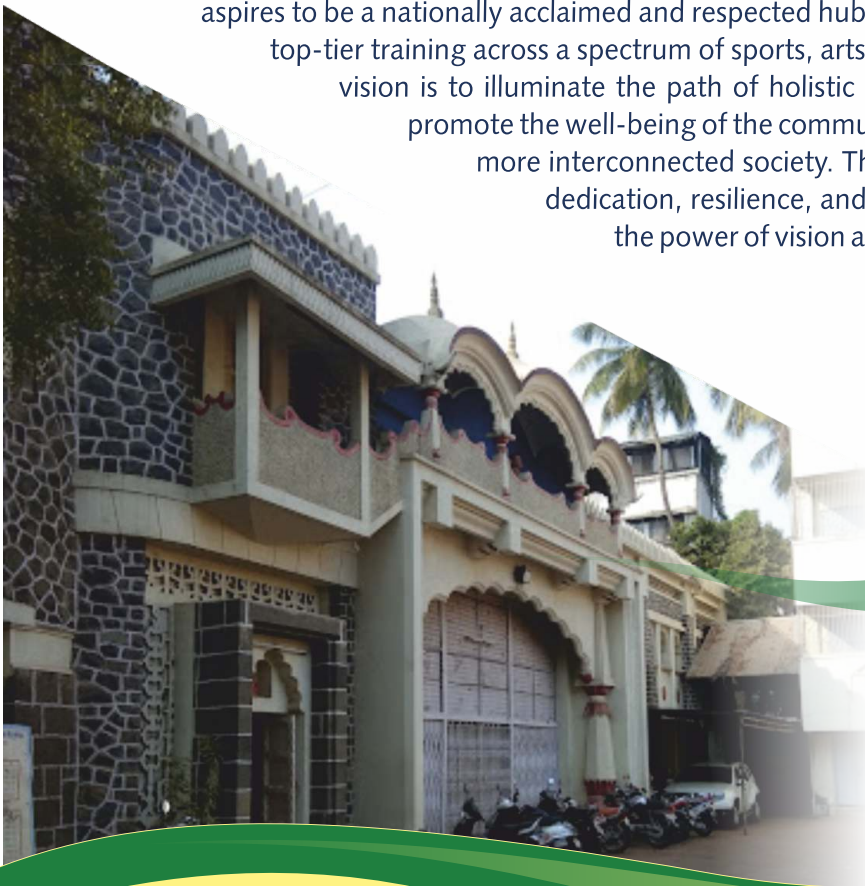 aspires to be a nationally acclaimed and respected hub
top-tier training across a spectrum of sports, arts
vision is to illuminate the path of holistic
promote the well-being of the commu
more interconnected society. Th
dedication, resilience, and
the power of vision a